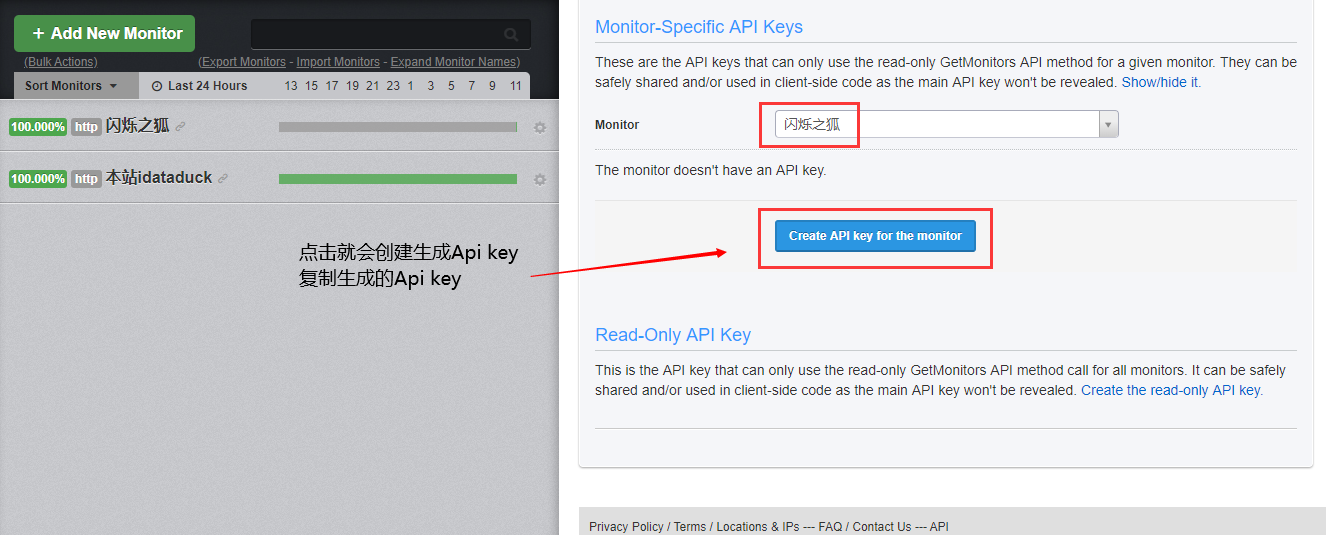 + Add New Monitor
(Bulk Actions)
(Export Monitors - Import Monitors - Expand Monitor Names)
Sort Monitors
Last 24 Hours
13 15 17 19 21 23 1 3 5 7 9 11
100.000% http 闪烁之狐
100.000% http 本站idataduck
点击就会创建生成Api key
复制生成的Api key
Monitor-Specific API Keys
These are the API keys that can only use the read-only GetMonitors API method for a given monitor. They can be
safely shared and/or used in client-side code as the main API key won't be revealed. Show/hide it.
Monitor
闪烁之狐
The monitor doesn't have an API key.
Create API key for the monitor
Read-Only API Key
This is the API key that can only use the read-only GetMonitors API method call for all monitors. It can be safely
shared and/or used in client-side code as the main API key won't be revealed. Create the read-only API key.
Privacy Policy / Terms / Locations & IPs --- FAQ / Contact Us --- API